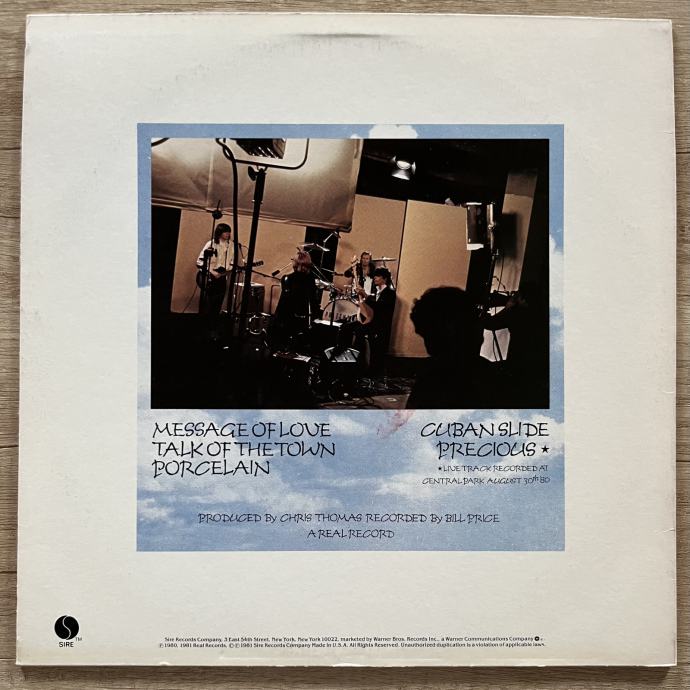 MESSAGE OF LOVE
TALK OF THE TOWN
PORCELAIN
CUBAN SLIDE
PRECIOUS ★
★LIVE TRACK RECORDED AT
CENTRAL PARK AUGUST 30th 80
PRODUCED By CHRIS THOMAS RECORDED By BILL PRICE
A REAL RECORD
S
SIRE
TM
Sire Records Company, 3 East 54th Street, New York, New York 10022, marketed by Warner Bros. Records Inc., a Warner Communications Company
℗ 1980, 1981 Real Records, ©℗ 1981 Sire Records Company Made in U.S.A. All Rights Reserved. Unauthorized duplication is a violation of applicable laws.